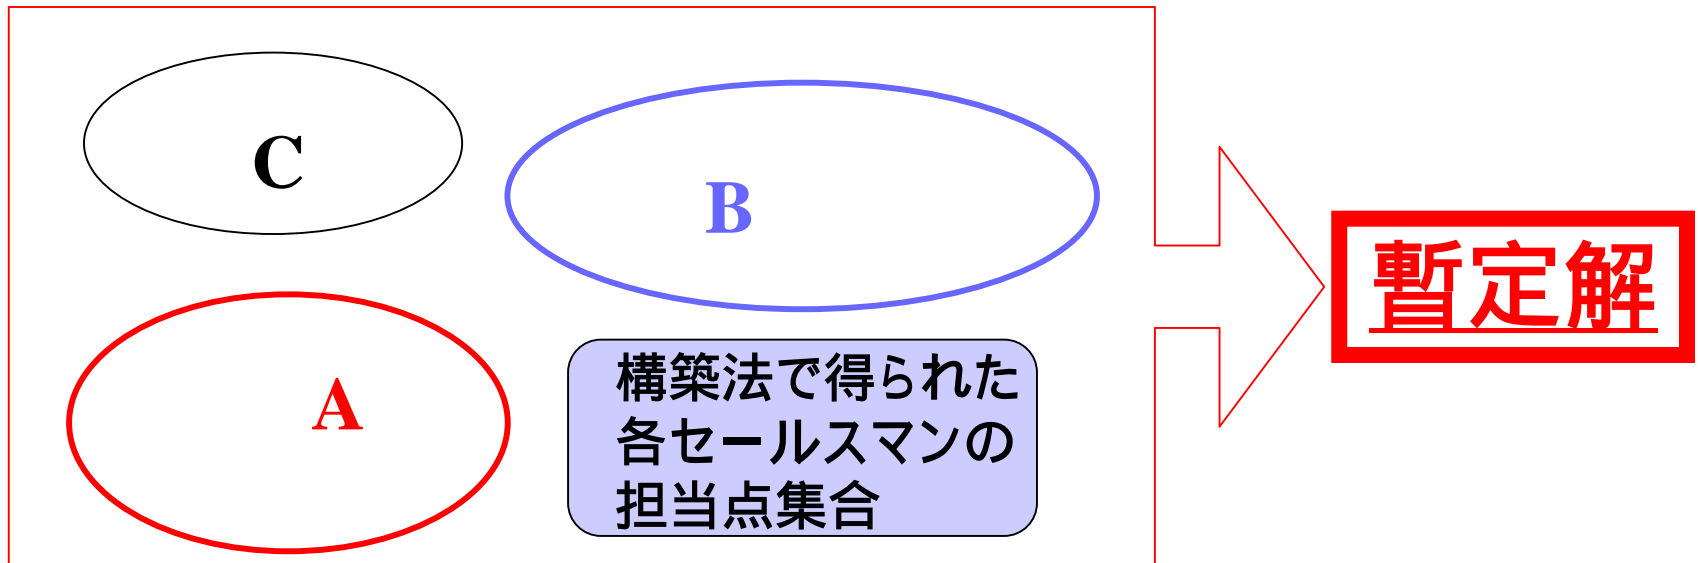 C
B
A
構築法で得られた
各セールスマンの
担当点集合
暫定解